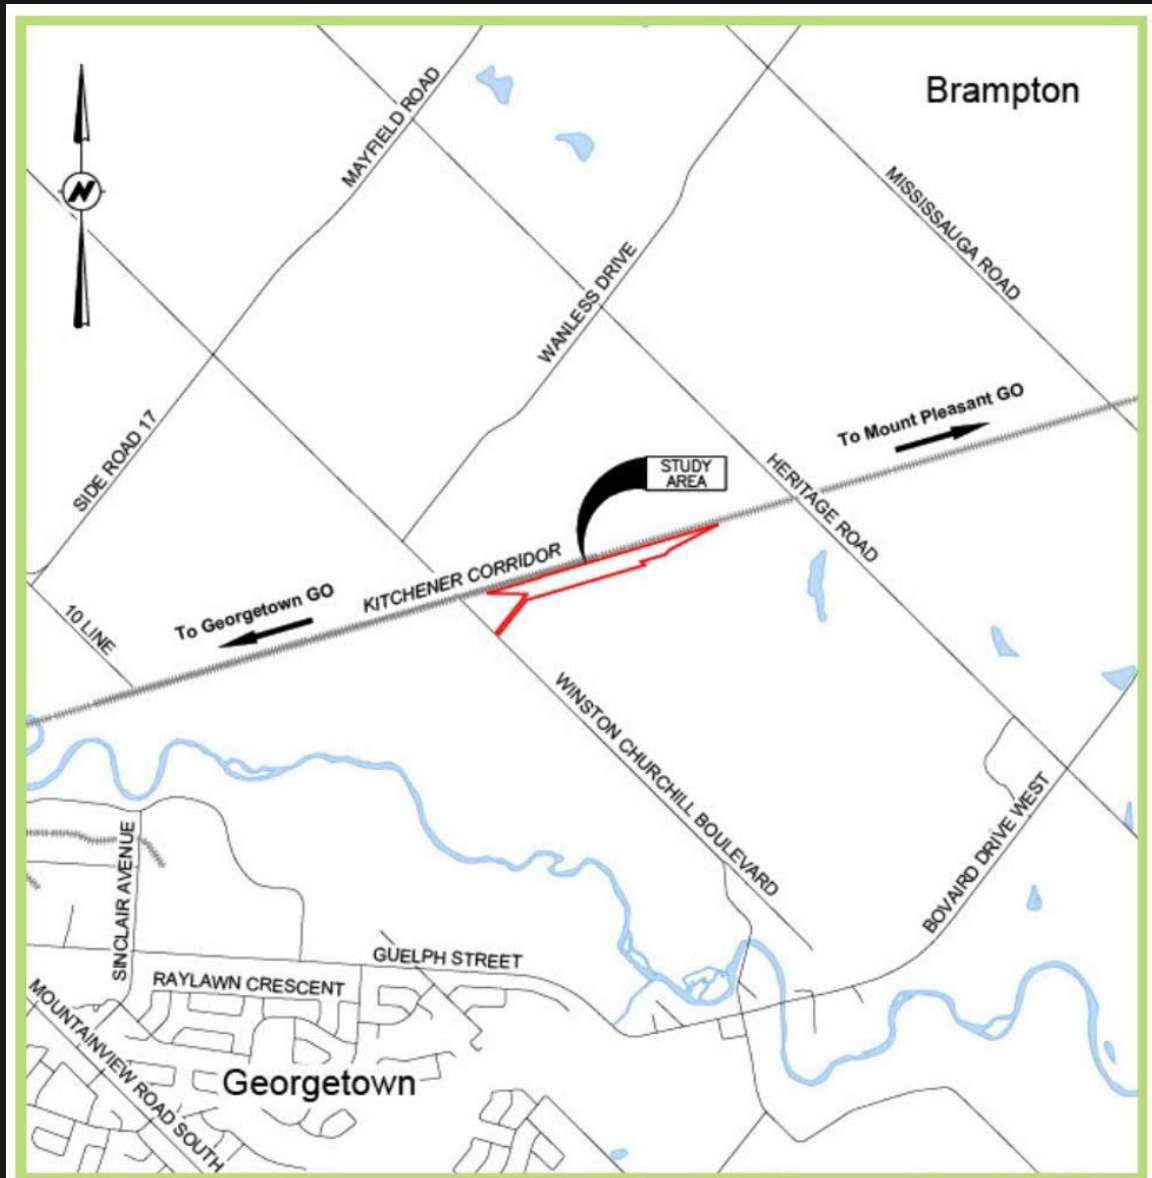 Brampton
MAYFIELD ROAD
N
MISSISSAUGA ROAD
WANLESS DRIVE
To Mount Pleasant GO
SIDE ROAD 17
STUDY
AREA
HERITAGE ROAD
KITCHENER CORRIDOR
To Georgetown GO
10 LINE
WINSTON CHURCHILL BOULEVARD
BOVAIRD DRIVE WEST
SINCLAIR AVENUE
GUELPH STREET
RAYLAWN CRESCENT
MOUNTAINVIEW ROAD SOUTH
Georgetown